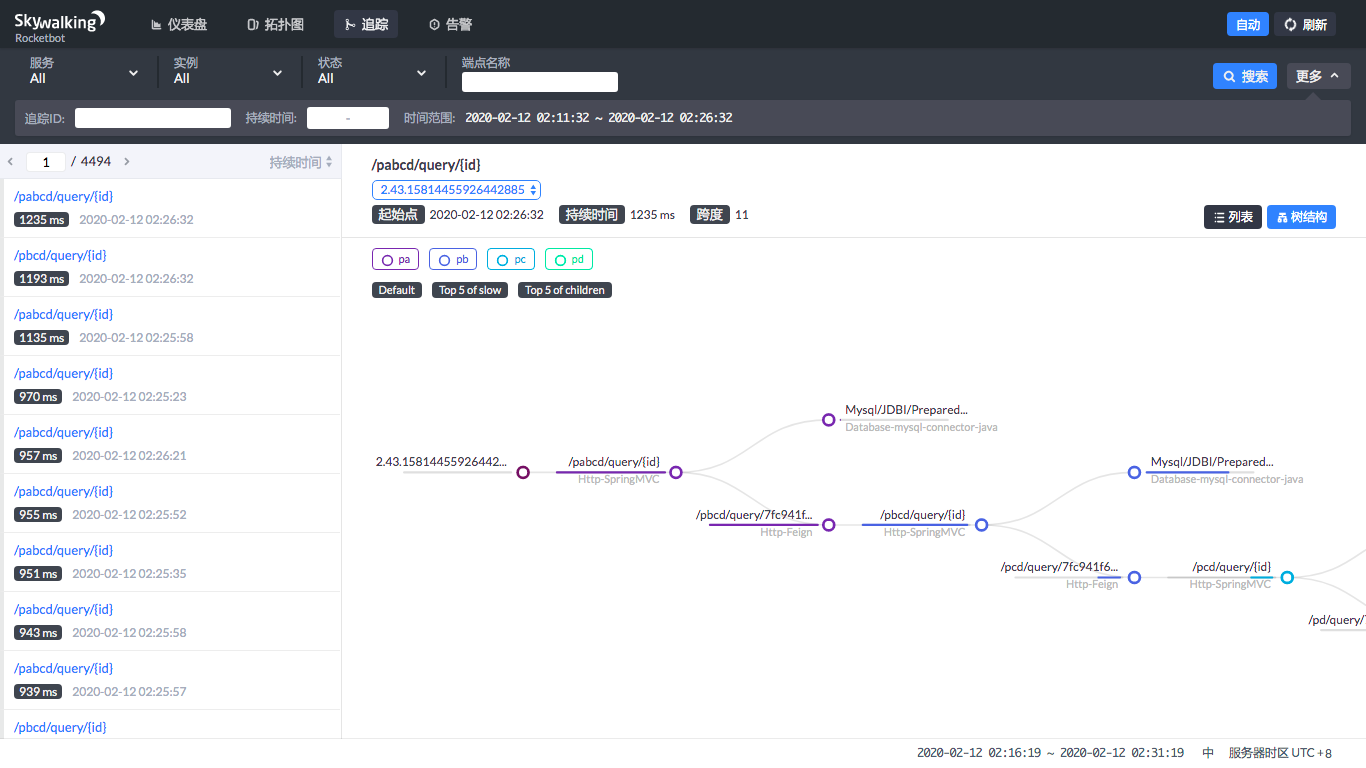 Skywalking
Rocketbot
仪表盘 拓扑图 追踪 告警 自动 刷新
服务 All 实例 All 状态 All 端点名称 搜索 更多
追踪ID: 持续时间: - 时间范围: 2020-02-12 02:11:32 ~ 2020-02-12 02:26:32
1 / 4494 持续时间
/pabcd/query/{id}
1235 ms 2020-02-12 02:26:32
/pbcd/query/{id}
1193 ms 2020-02-12 02:26:32
/pabcd/query/{id}
1135 ms 2020-02-12 02:25:58
/pabcd/query/{id}
970 ms 2020-02-12 02:25:23
/pabcd/query/{id}
957 ms 2020-02-12 02:26:21
/pabcd/query/{id}
955 ms 2020-02-12 02:25:52
/pabcd/query/{id}
951 ms 2020-02-12 02:25:35
/pabcd/query/{id}
943 ms 2020-02-12 02:25:58
/pabcd/query/{id}
939 ms 2020-02-12 02:25:57
/pbcd/query/{id}
/pabcd/query/{id}
2.43.15814455926442885
起始点 2020-02-12 02:26:32 持续时间 1235 ms 跨度 11
列表 树结构
pa pb pc pd
Default Top 5 of slow Top 5 of children
Mysql/JDBI/Prepared...
Database-mysql-connector-java
2.43.15814455926442... /pabcd/query/{id} Mysql/JDBI/Prepared...
Http-SpringMVC Database-mysql-connector-java
/pbcd/query/7fc941f... /pbcd/query/{id}
Http-Feign Http-SpringMVC
/pcd/query/7fc941f6... /pcd/query/{id}
Http-Feign Http-SpringMVC
/pd/query/
2020-02-12 02:16:19 ~ 2020-02-12 02:31:19 中 服务器时区 UTC +8